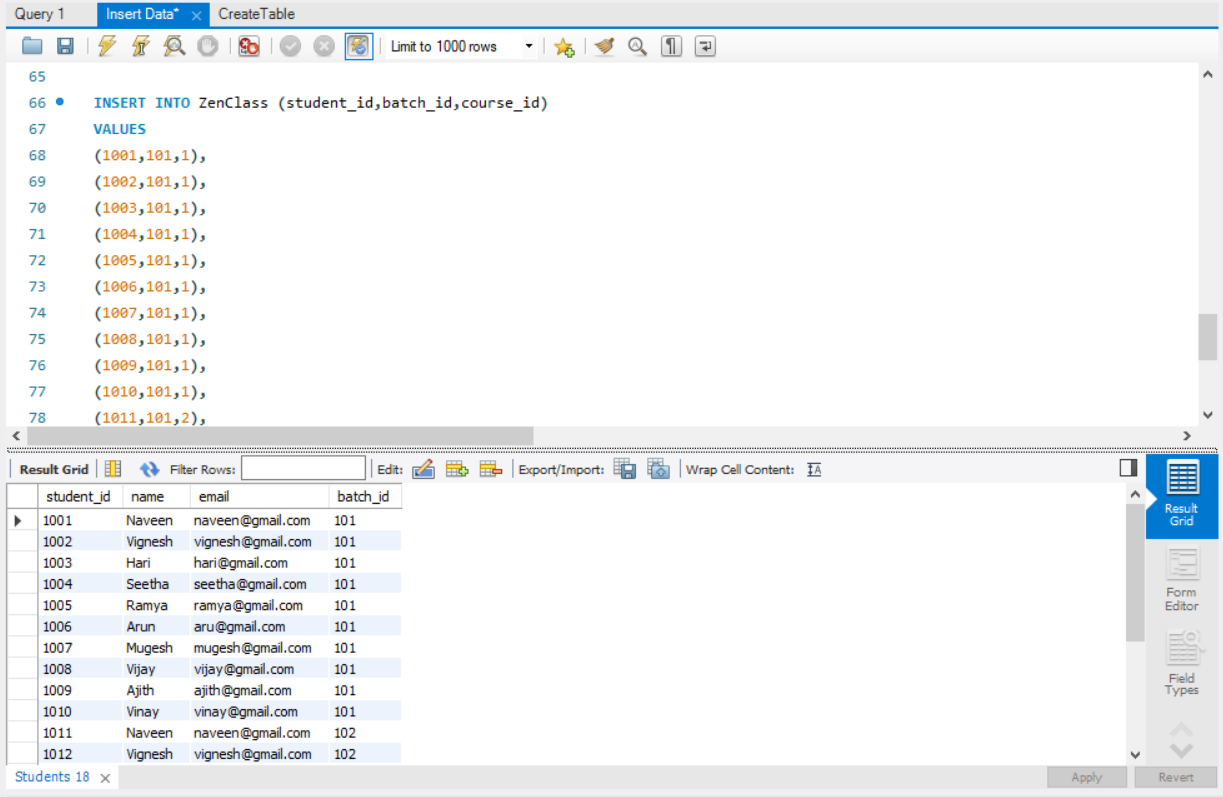 Query 1 Insert Data* × CreateTable
Limit to 1000 rows
65
66 INSERT INTO ZenClass (student_id,batch_id,course_id)
67 VALUES
68 (1001,101,1),
69 (1002,101,1),
70 (1003,101,1),
71 (1004,101,1),
72 (1005,101,1),
73 (1006,101,1),
74 (1007,101,1),
75 (1008,101,1),
76 (1009,101,1),
77 (1010,101,1),
78 (1011,101,2),
Result Grid Filter Rows: Edit: Export/Import: Wrap Cell Content: IA
student_id name email batch_id
1001 Naveen naveen@gmail.com 101
1002 Vignesh vignesh@gmail.com 101
1003 Hari hari@gmail.com 101
1004 Seetha seetha@gmail.com 101
1005 Ramya ramya@gmail.com 101
1006 Arun aru@gmail.com 101
1007 Mugesh mugesh@gmail.com 101
1008 Vijay vijay@gmail.com 101
1009 Ajith ajith@gmail.com 101
1010 Vinay vinay@gmail.com 101
1011 Naveen naveen@gmail.com 102
1012 Vignesh vignesh@gmail.com 102
Result
Grid
Form
Editor
Field
Types
Students 18 × Apply Revert